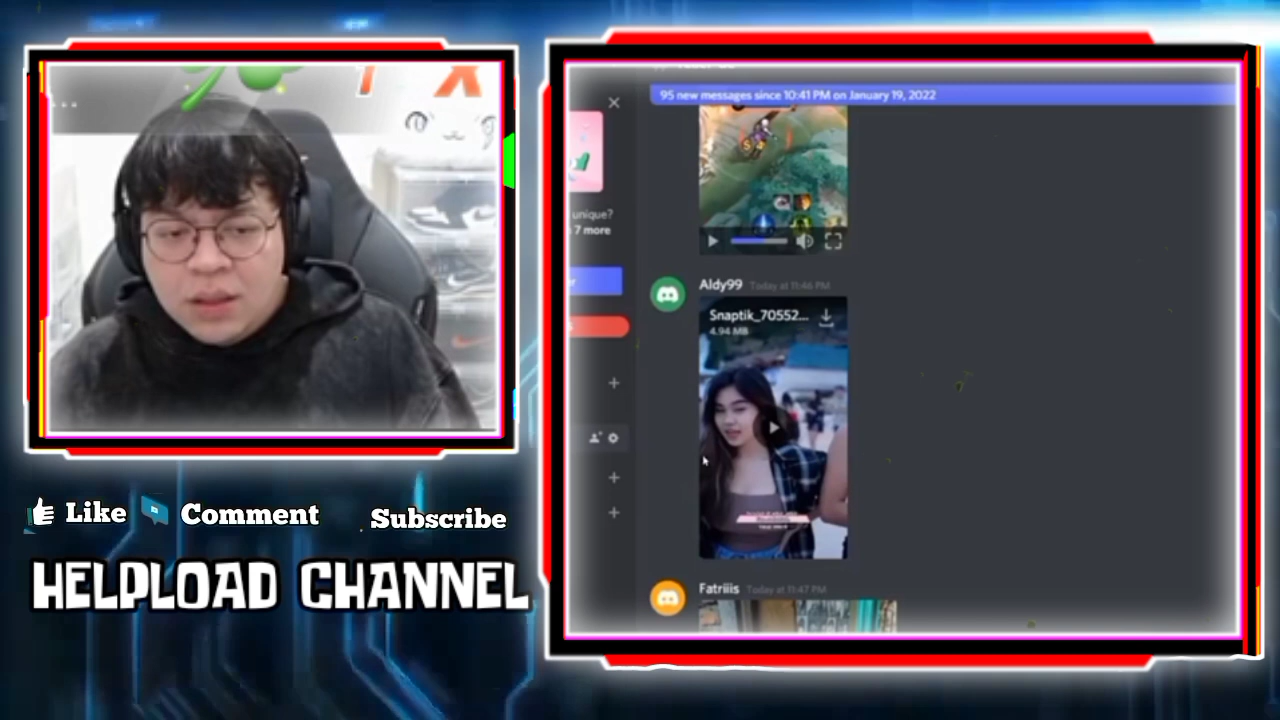 95 new messages since 10:41 PM on January 19, 2022
unique?
7 more
Aldy99 Today at 11:46 PM
Snaptik_70552...
4.94 MB
Fatriiis Today at 11:47 PM
Like Comment Subscribe
HELPLOAD CHANNEL